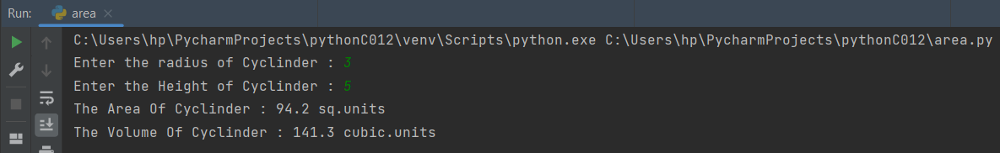 Run: area
C:\Users\hp\PycharmProjects\pythonC012\venv\Scripts\python.exe C:\Users\hp\PycharmProjects\pythonC012\area.py
Enter the radius of Cyclinder : 3
Enter the Height of Cyclinder : 5
The Area Of Cyclinder : 94.2 sq.units
The Volume Of Cyclinder : 141.3 cubic.units